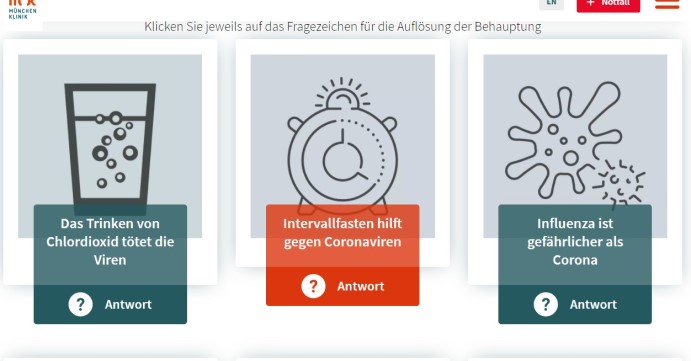 MÜNCHEN
KLINIK
EN
+ Notfall
Klicken Sie jeweils auf das Fragezeichen für die Auflösung der Behauptung
Das Trinken von
Chlordioxid tötet die
Viren
? Antwort
Intervallfasten hilft
gegen Coronaviren
? Antwort
Influenza ist
gefährlicher als
Corona
? Antwort